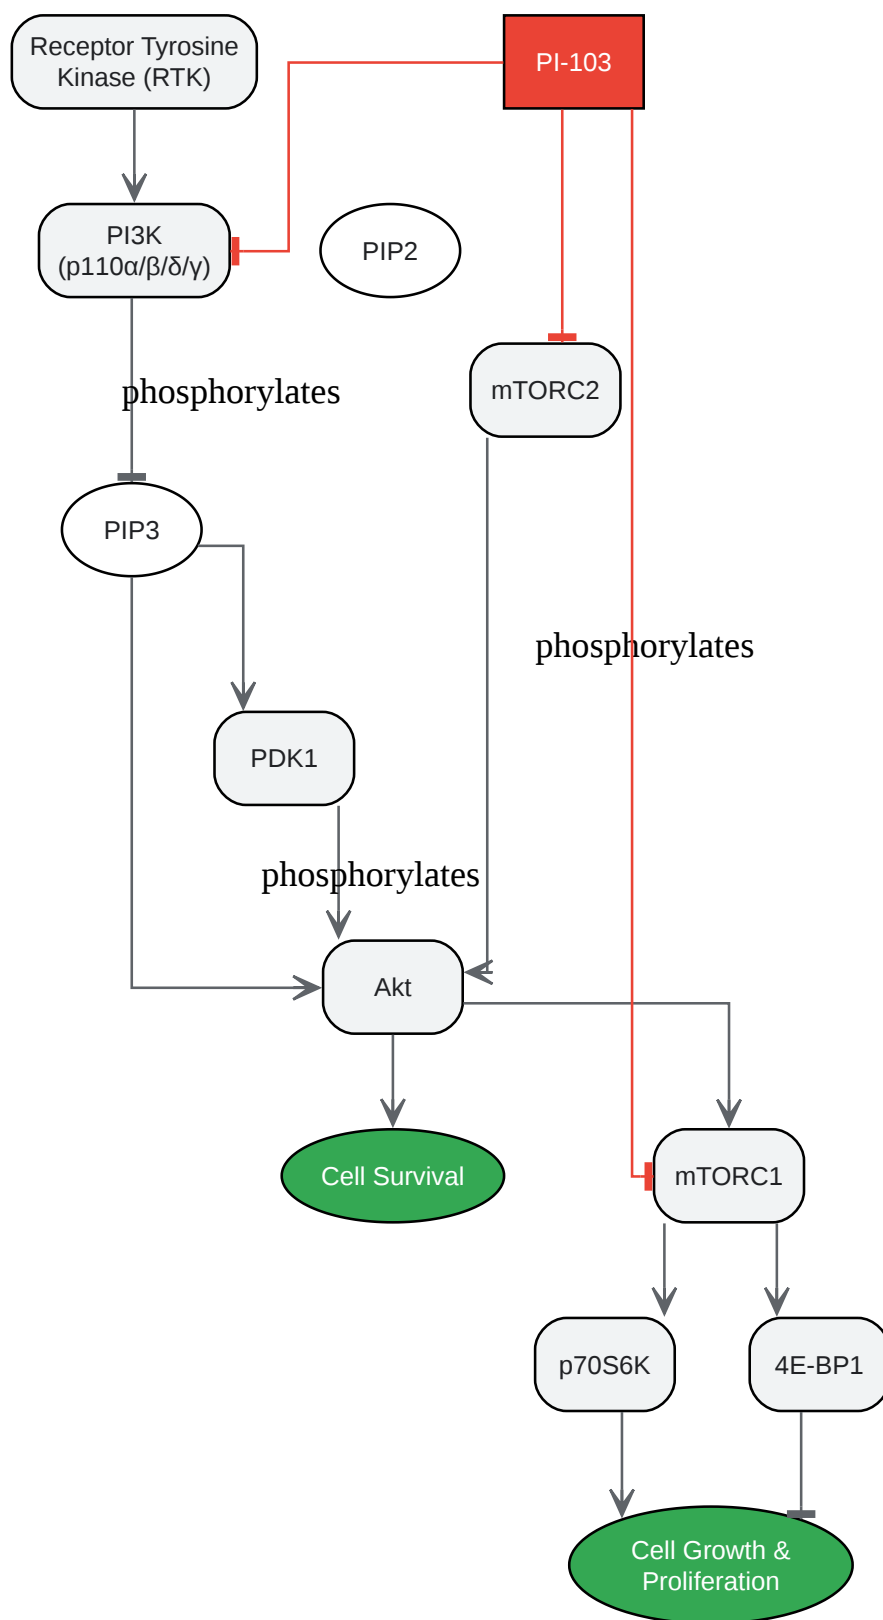 Receptor Tyrosine
Kinase (RTK)
PI-103
PI3K
(p110α/β/δ/γ)
PIP2
mTORC2
phosphorylates
PIP3
phosphorylates
PDK1
phosphorylates
Akt
Cell Survival
mTORC1
p70S6K
4E-BP1
Cell Growth &
Proliferation